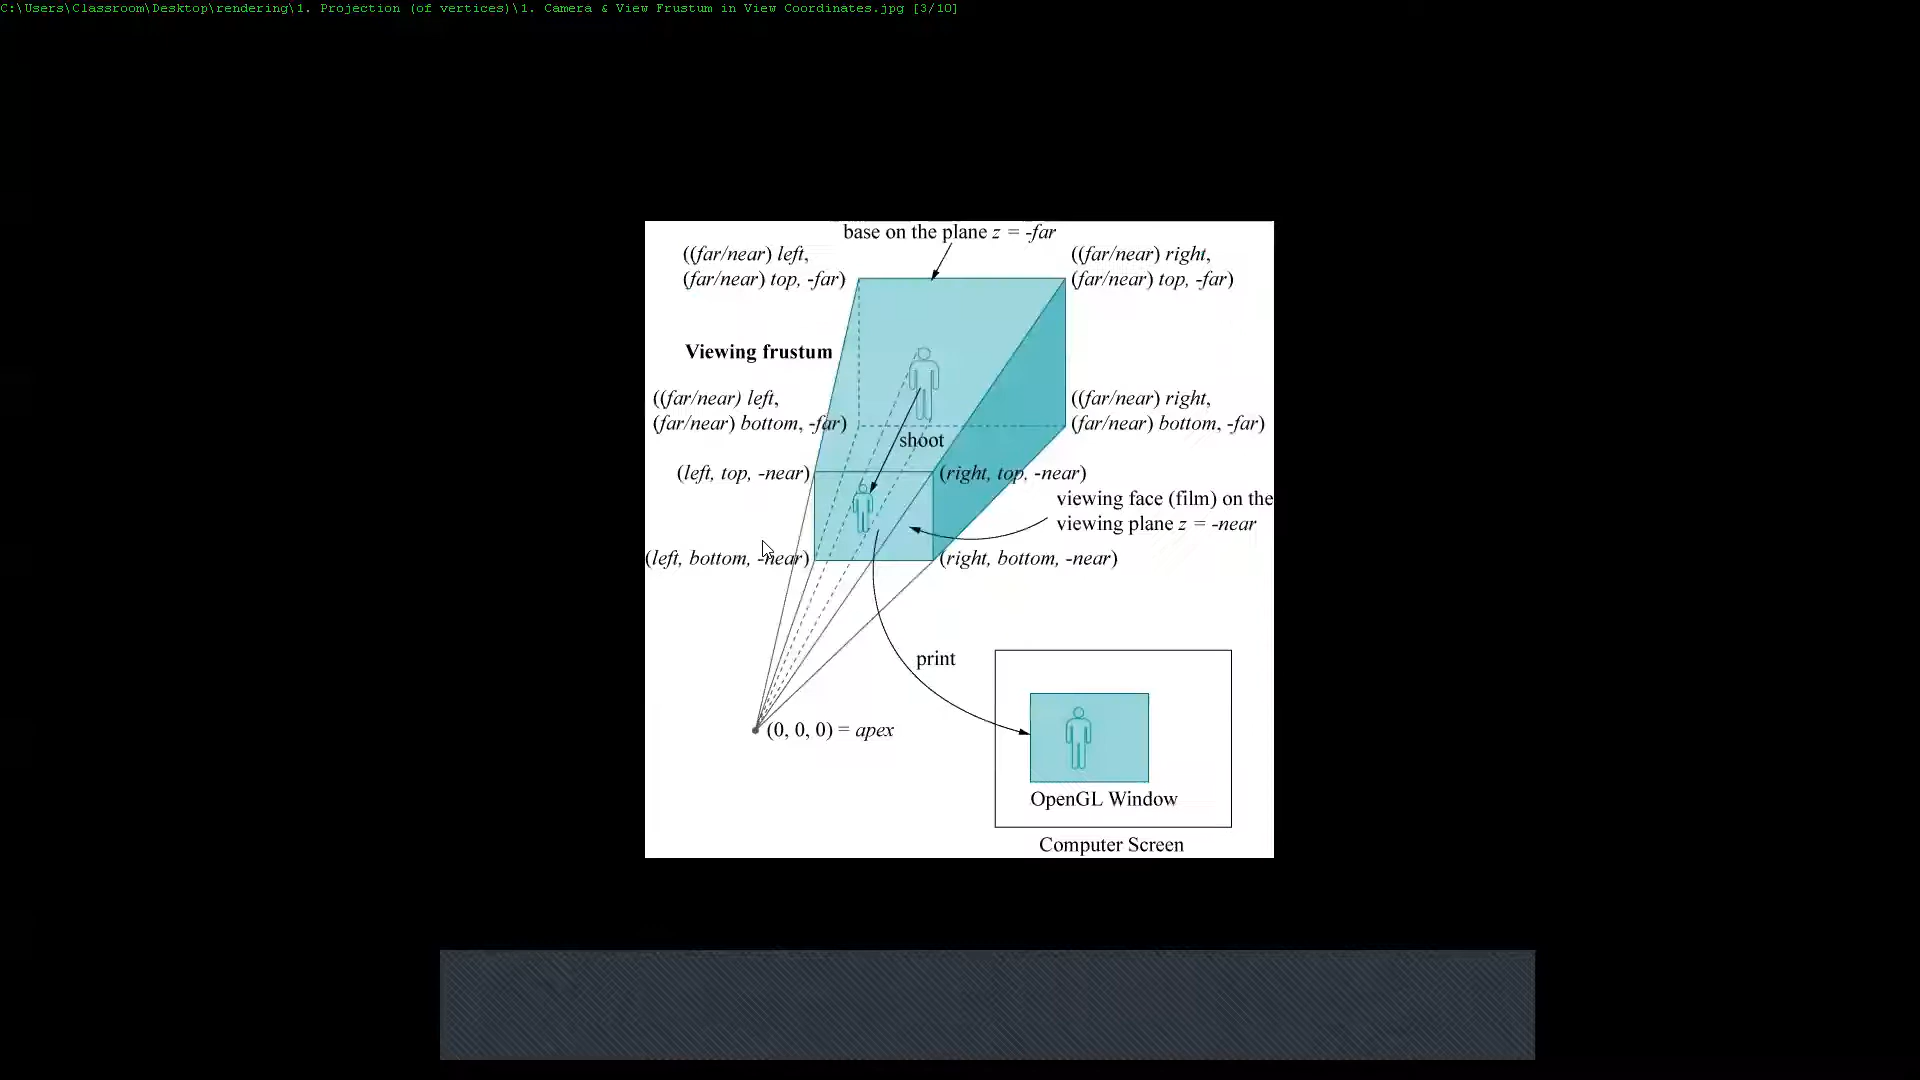 C:\Users\Classroom\Desktop\rendering\1. Projection (of vertices)\1. Camera & View Frustum in View Coordinates.jpg [3/10]
base on the plane z = -far
((far/near) left,
(far/near) top, -far)
((far/near) right,
(far/near) top, -far)
Viewing frustum
((far/near) left,
(far/near) bottom, -far)
((far/near) right,
(far/near) bottom, -far)
shoot
(left, top, -near)
(right, top, -near)
viewing face (film) on the
viewing plane z = -near
(left, bottom, -near)
(right, bottom, -near)
print
(0, 0, 0) = apex
OpenGL Window
Computer Screen